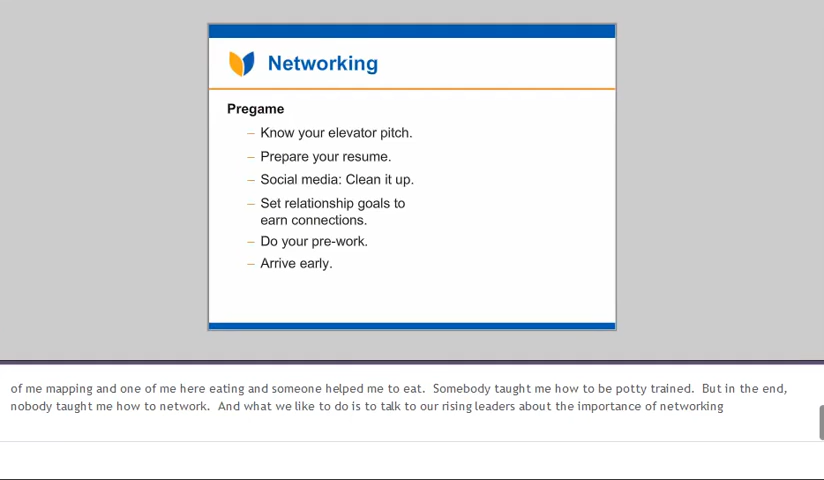 Networking
Pregame
– Know your elevator pitch.
– Prepare your resume.
– Social media: Clean it up.
– Set relationship goals to
earn connections.
– Do your pre-work.
– Arrive early.
of me mapping and one of me here eating and someone helped me to eat.  Somebody taught me how to be potty trained.  But in the end,
nobody taught me how to network.  And what we like to do is to talk to our rising leaders about the importance of networking